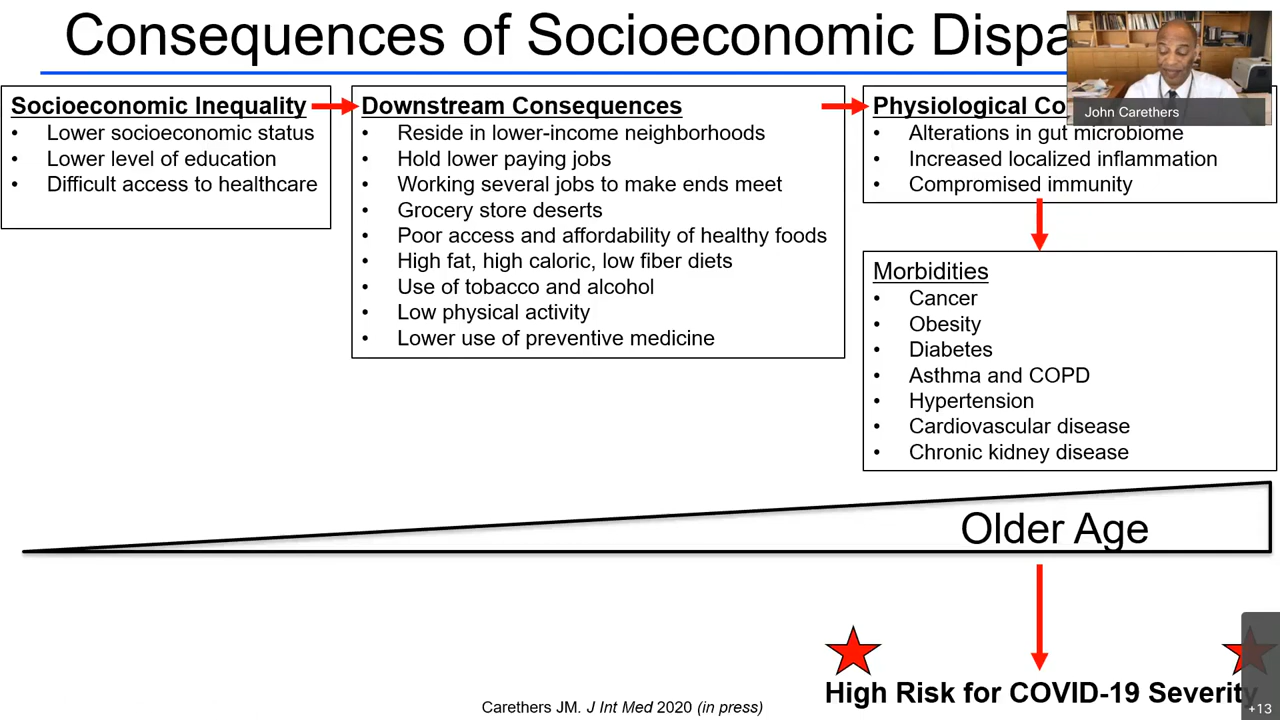 Consequences of Socioeconomic
John Carethers
Socioeconomic Inequality
• Lower socioeconomic status
• Lower level of education
• Difficult access to healthcare
Downstream Consequences
• Reside in lower-income neighborhoods
• Hold lower paying jobs
• Working several jobs to make ends meet
• Grocery store deserts
• Poor access and affordability of healthy foods
• High fat, high caloric, low fiber diets
• Use of tobacco and alcohol
• Low physical activity
• Lower use of preventive medicine
Physiological
• Alterations in gut microbiome
• Increased localized inflammation
• Compromised immunity
Morbidities
• Cancer
• Obesity
• Diabetes
• Asthma and COPD
• Hypertension
• Cardiovascular disease
• Chronic kidney disease
Older Age
High Risk for COVID-19 Severity
Carethers JM. J Int Med 2020 (in press)
+13